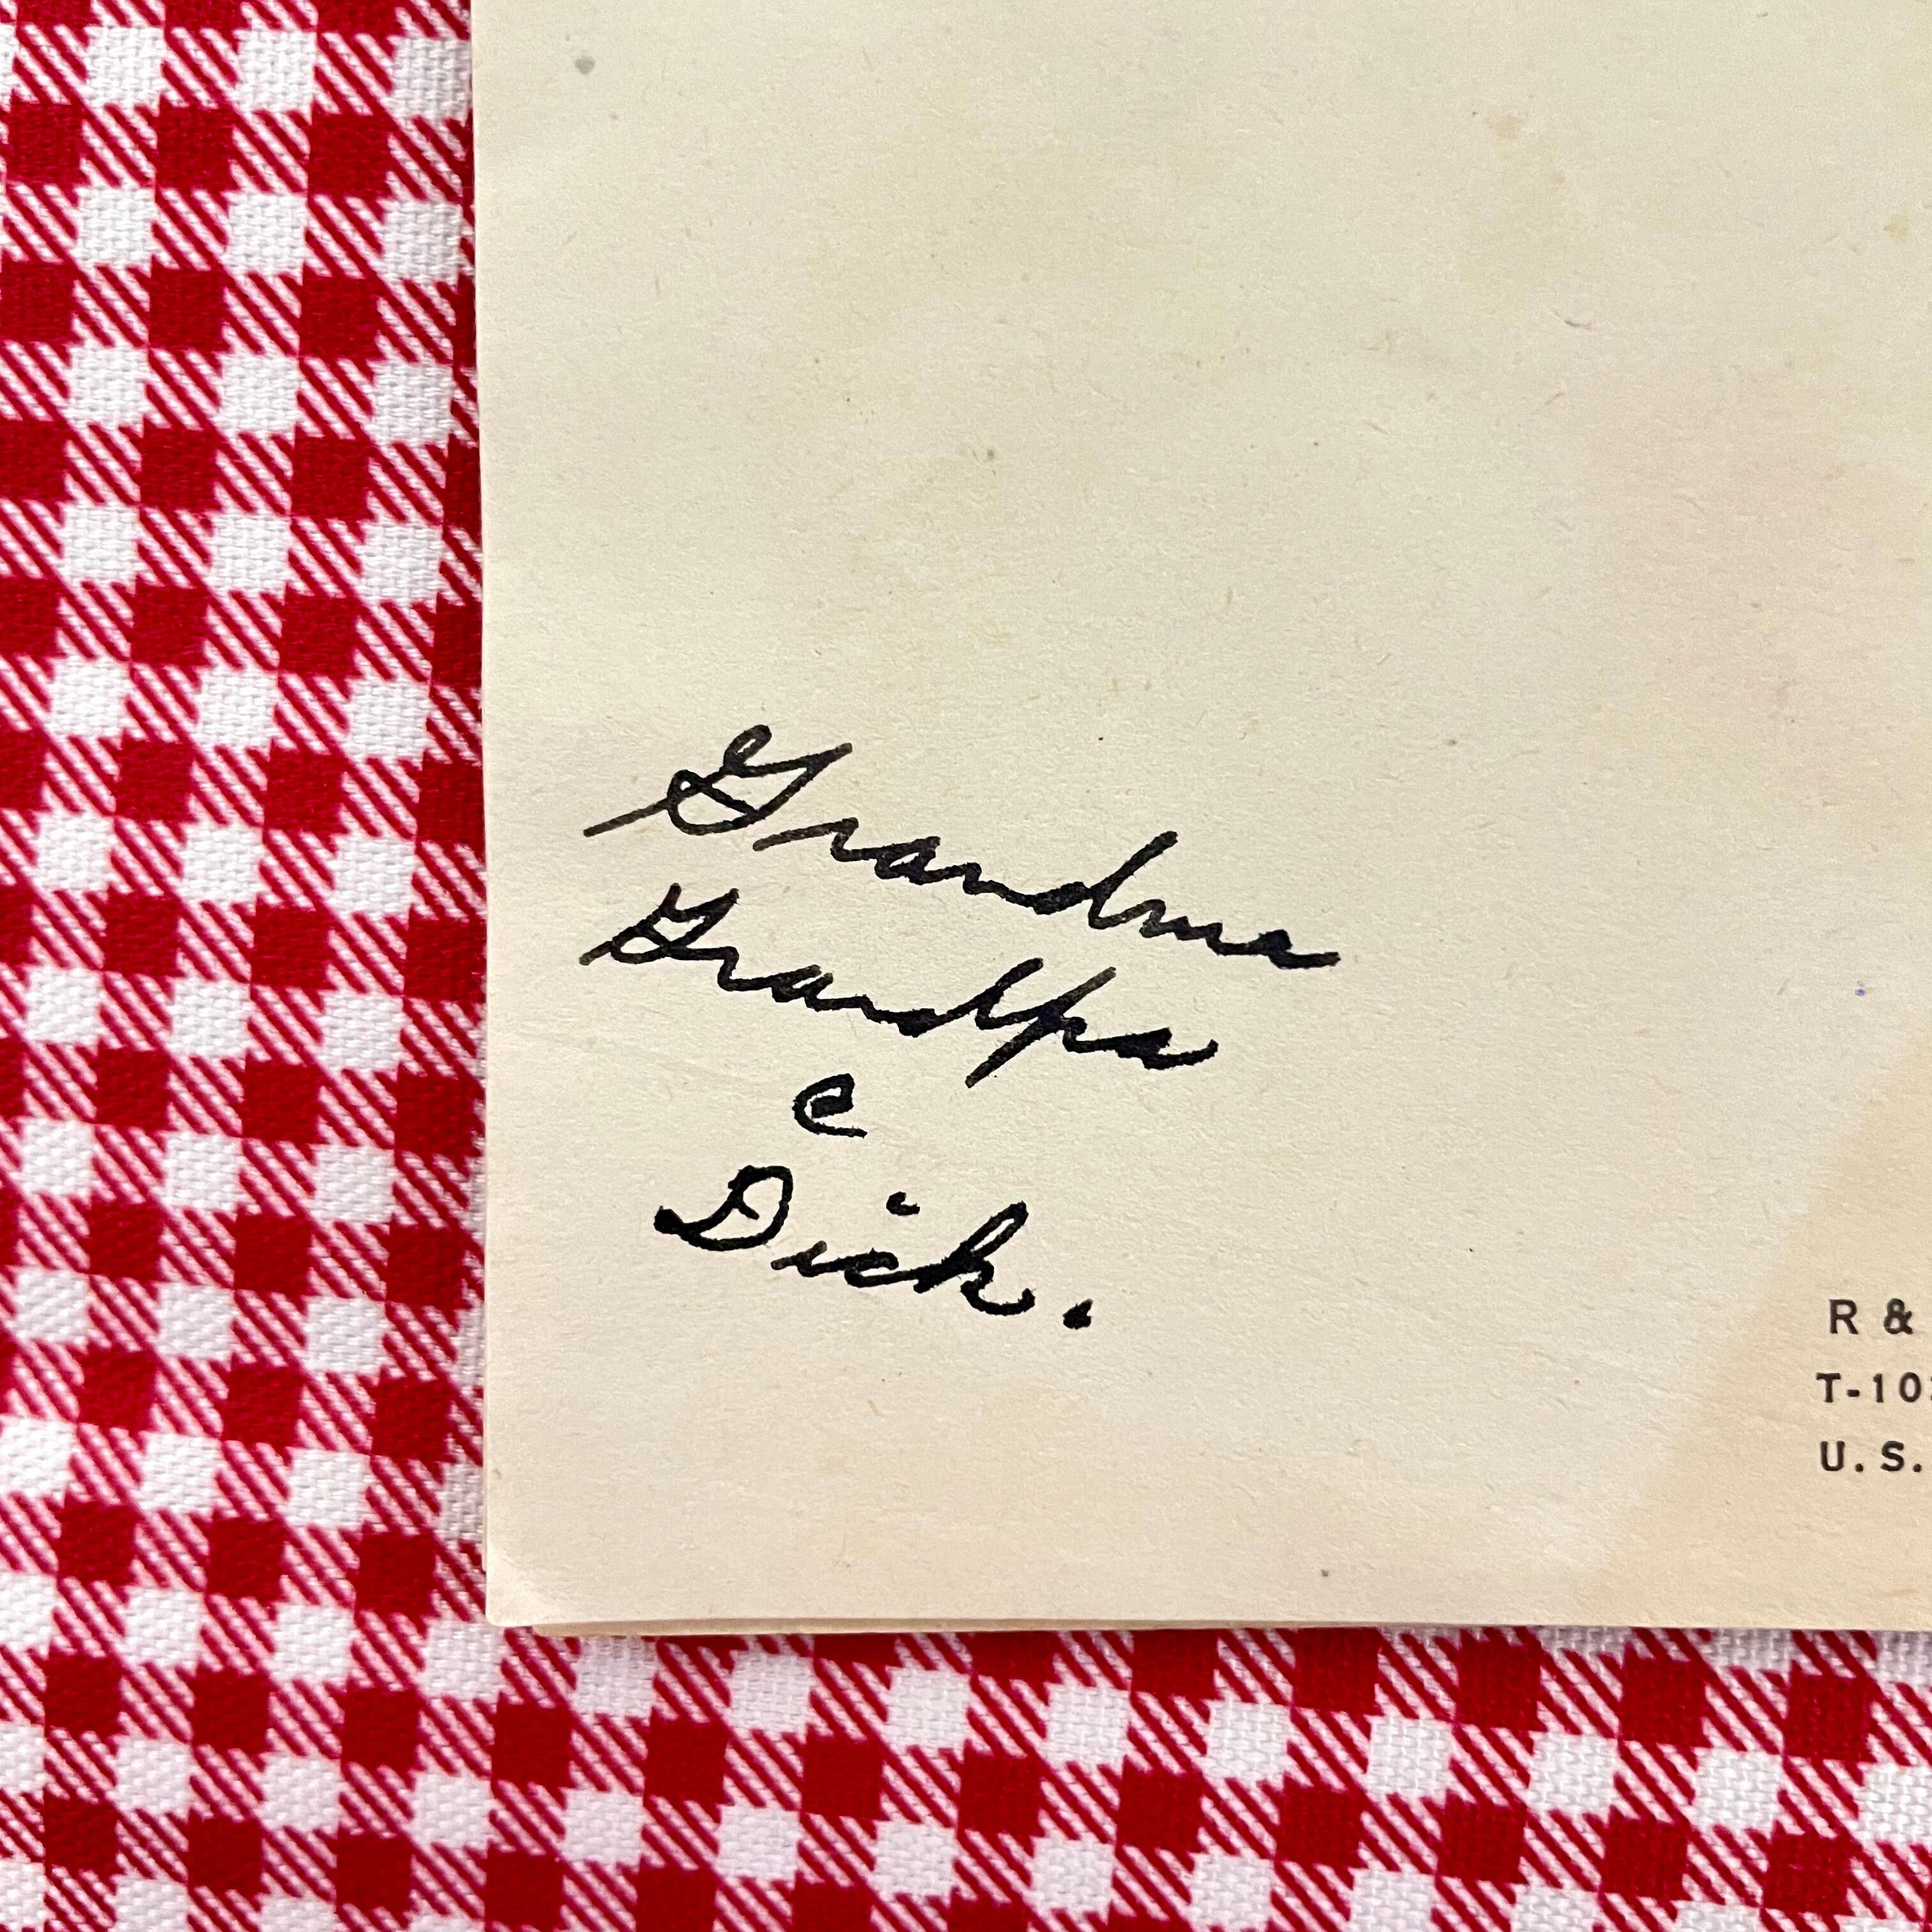 Grandma
Grandpa
e
Dick.
R &
T-10
U.S.